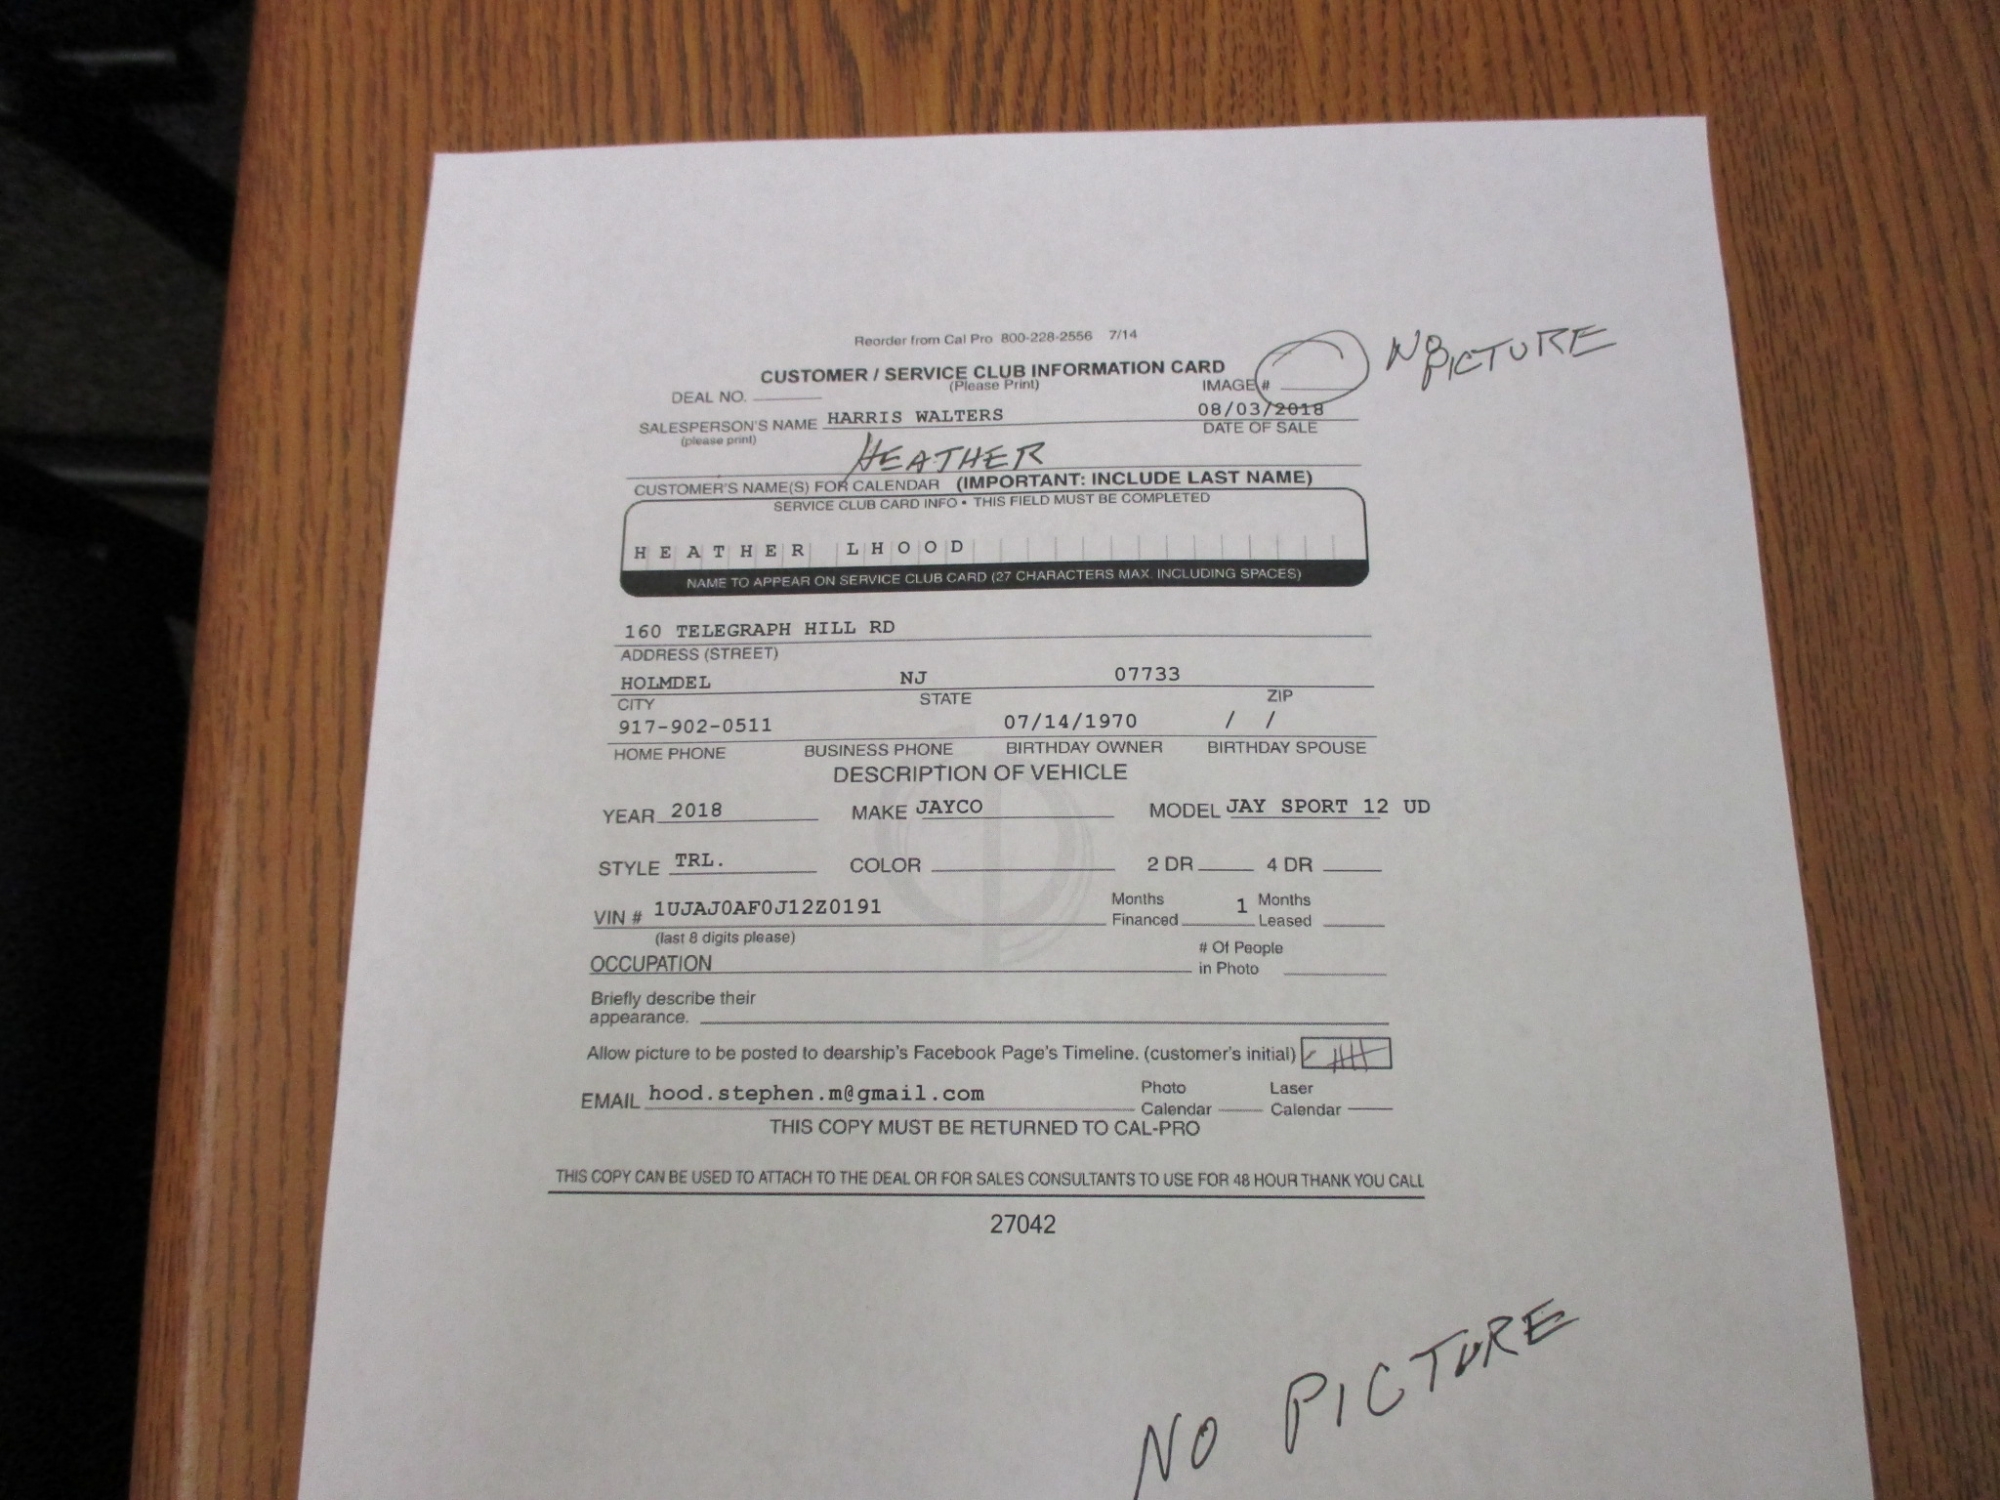 Reorder from Cal Pro 800-228-2556 7/14
CUSTOMER / SERVICE CLUB INFORMATION CARD
(Please Print)
DEAL NO.
IMAGE #
NO PICTURE
SALESPERSON'S NAME HARRIS WALTERS
(please print)
08/03/2018
DATE OF SALE
HEATHER
CUSTOMER'S NAME(S) FOR CALENDAR (IMPORTANT: INCLUDE LAST NAME)
SERVICE CLUB CARD INFO • THIS FIELD MUST BE COMPLETED
HEATHER LHOOD
NAME TO APPEAR ON SERVICE CLUB CARD (27 CHARACTERS MAX. INCLUDING SPACES)
160 TELEGRAPH HILL RD
ADDRESS (STREET)
HOLMDEL NJ 07733
CITY STATE ZIP
917-902-0511 07/14/1970 / /
HOME PHONE BUSINESS PHONE BIRTHDAY OWNER BIRTHDAY SPOUSE
DESCRIPTION OF VEHICLE
YEAR 2018 MAKE JAYCO MODEL JAY SPORT 12 UD
STYLE TRL. COLOR 2 DR 4 DR
VIN # 1UJAJ0AF0J12Z0191
(last 8 digits please)
Months Financed 1 Months Leased
OCCUPATION
# Of People in Photo
Briefly describe their
appearance.
Allow picture to be posted to dearship's Facebook Page's Timeline. (customer's initial)
EMAIL hood.stephen.m@gmail.com
Photo Calendar Laser Calendar
THIS COPY MUST BE RETURNED TO CAL-PRO
THIS COPY CAN BE USED TO ATTACH TO THE DEAL OR FOR SALES CONSULTANTS TO USE FOR 48 HOUR THANK YOU CALL
27042
NO PICTURE